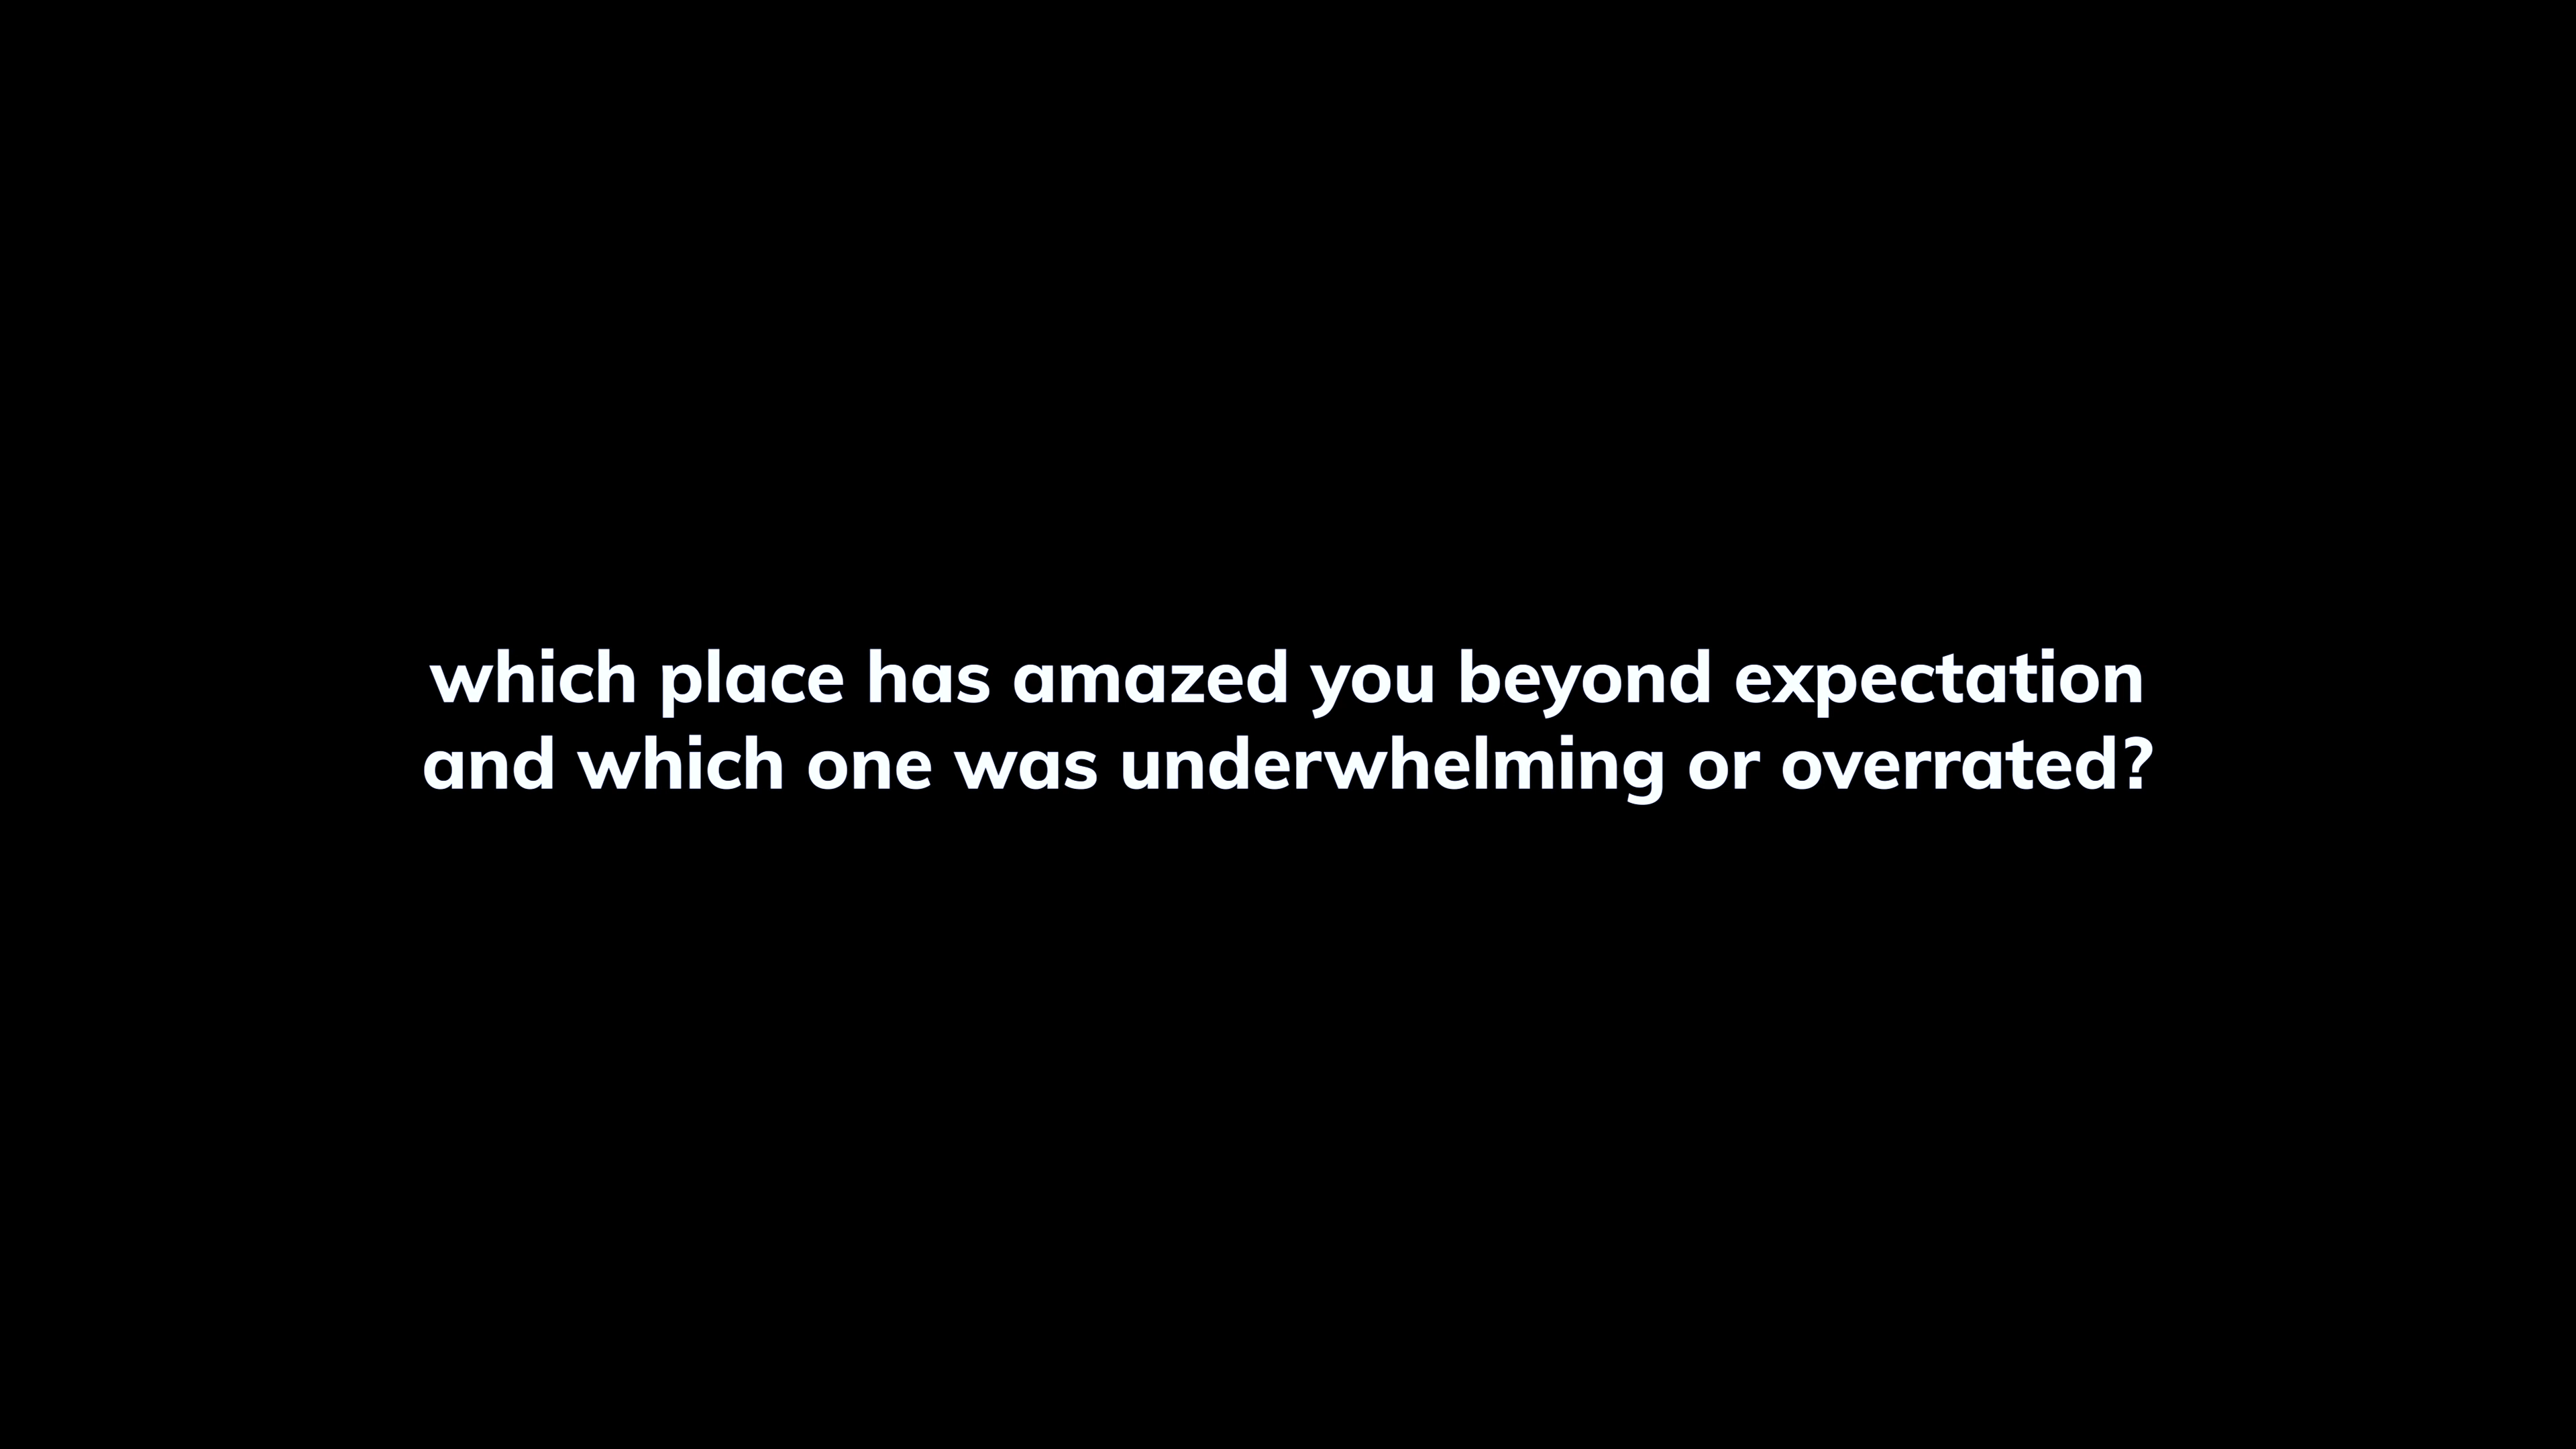 which place has amazed you beyond expectation
and which one was underwhelming or overrated?